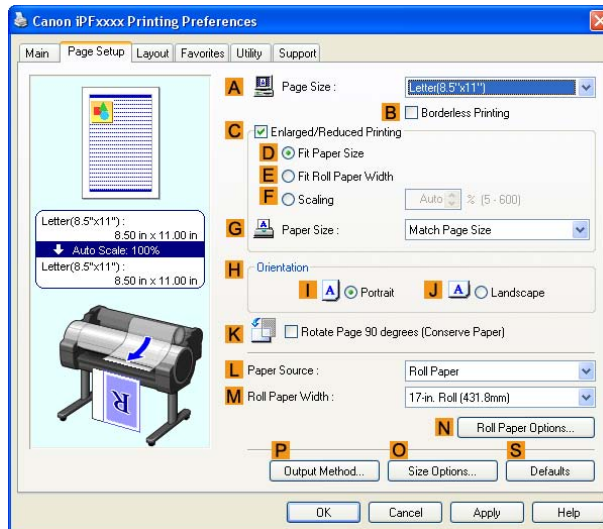 Canon iPFxxxx Printing Preferences
Main Page Setup Layout Favorites Utility Support
A Page Size : Letter(8.5"x11")
B Borderless Printing
C Enlarged/Reduced Printing
D Fit Paper Size
E Fit Roll Paper Width
F Scaling Auto % (5 - 600)
Letter(8.5"x11") :
8.50 in x 11.00 in
Auto Scale: 100%
Letter(8.5"x11") :
8.50 in x 11.00 in
G Paper Size : Match Page Size
H Orientation
I A Portrait J A Landscape
K Rotate Page 90 degrees (Conserve Paper)
L Paper Source : Roll Paper
M Roll Paper Width : 17-in. Roll (431.8mm)
R
N Roll Paper Options...
P O S
Output Method... Size Options... Defaults
OK Cancel Apply Help